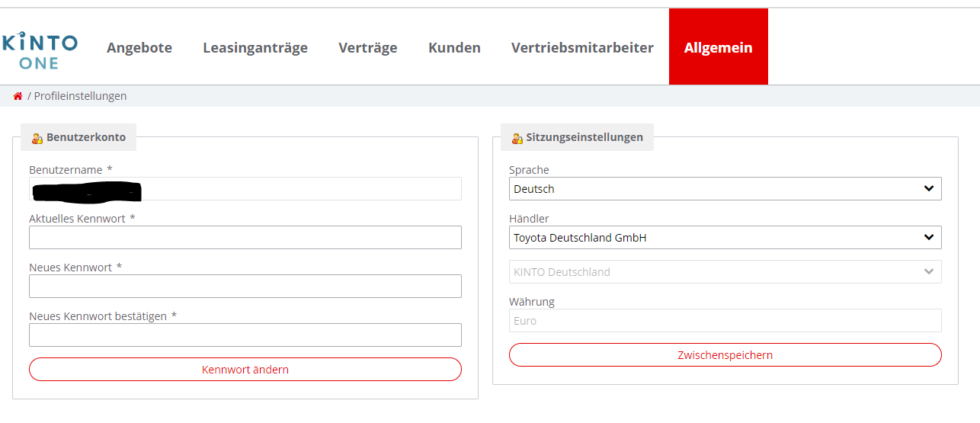 KINTO
ONE
Angebote Leasinganträge Verträge Kunden Vertriebsmitarbeiter Allgemein
/ Profileinstellungen
Benutzerkonto
Benutzername *
Aktuelles Kennwort *
Neues Kennwort *
Neues Kennwort bestätigen *
Kennwort ändern
Sitzungseinstellungen
Sprache
Deutsch
Händler
Toyota Deutschland GmbH
KINTO Deutschland
Währung
Euro
Zwischenspeichern